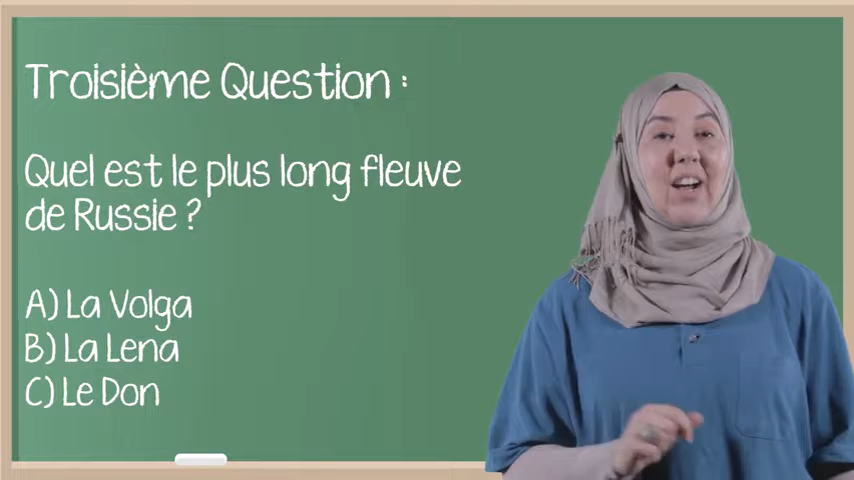 Troisième Question :
Quel est le plus long fleuve
de Russie ?
A) La Volga
B) La Lena
C) Le Don